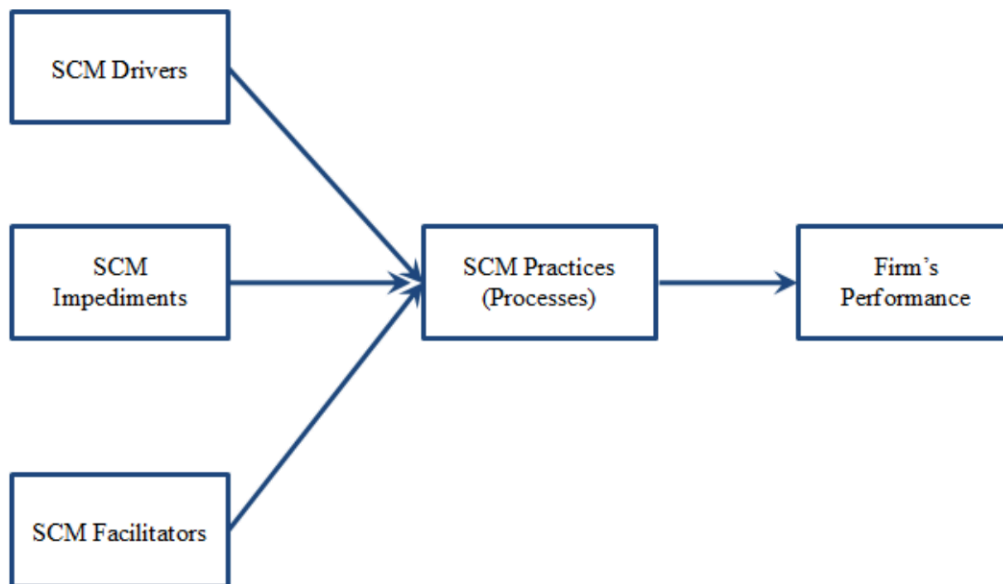 SCM Drivers
SCM
Impediments
SCM Practices
(Processes)
Firm’s
Performance
SCM Facilitators